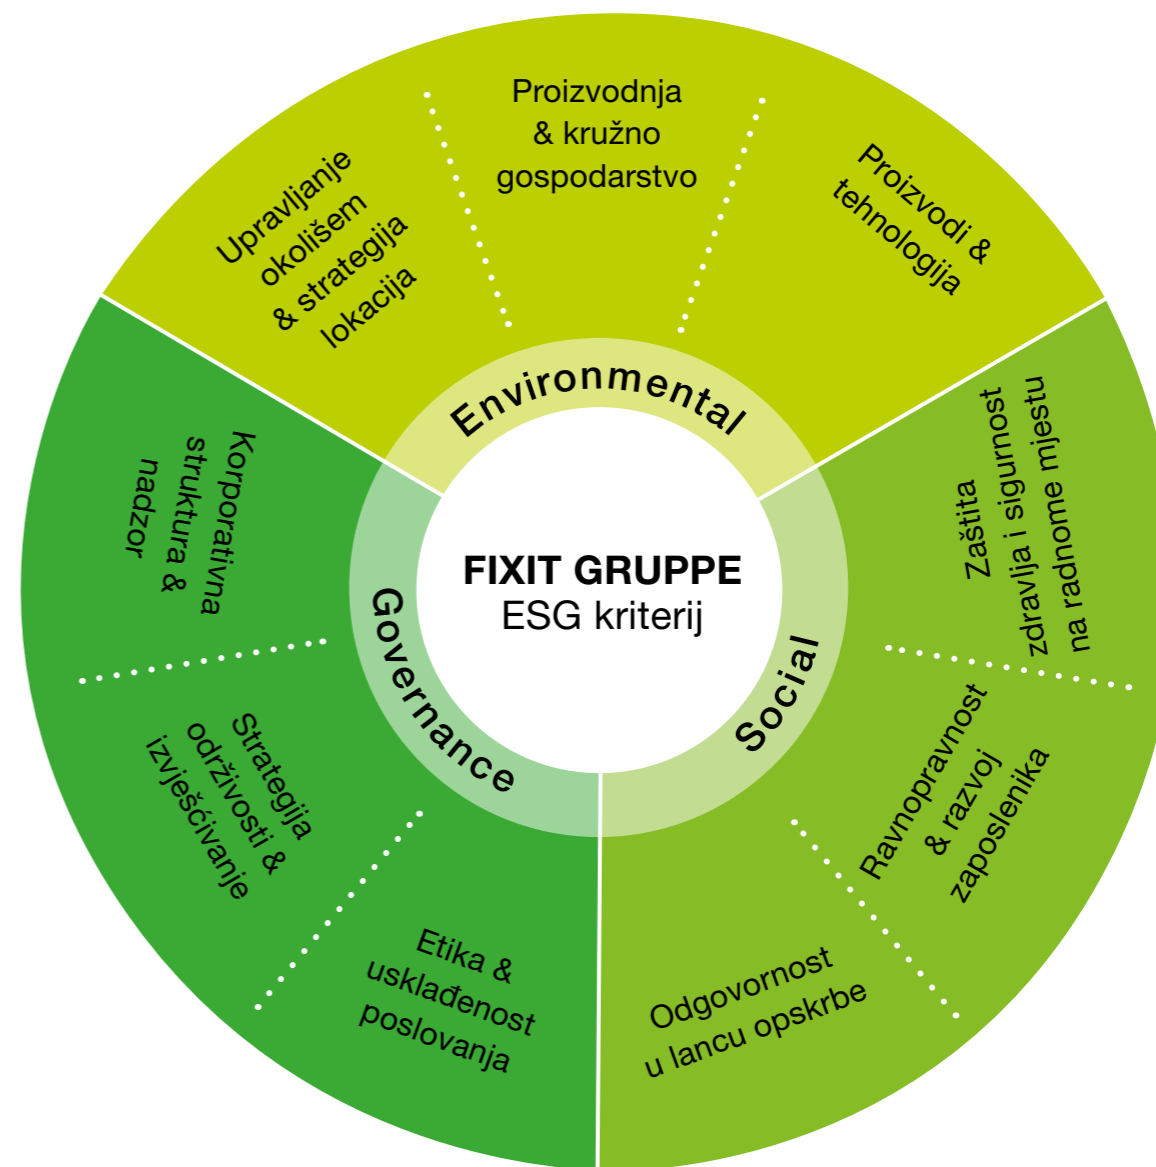 Proizvodnja
& kružno
gospodarstvo
Proizvodi &
tehnologija
Upravljanje
okolišem
& strategija
lokacija
Environmental
Zaštita
zdravlja i sigurnost
na radnome mjestu
Ravnopravnost
& razvoj
zaposlenika
Odgovornost
u lancu opskrbe
Social
Korporativna
struktura &
nadzor
Strategija
održivosti &
izvješćivanje
Etika &
usklađenost
poslovanja
Governance
FIXIT GRUPPE
ESG kriterij